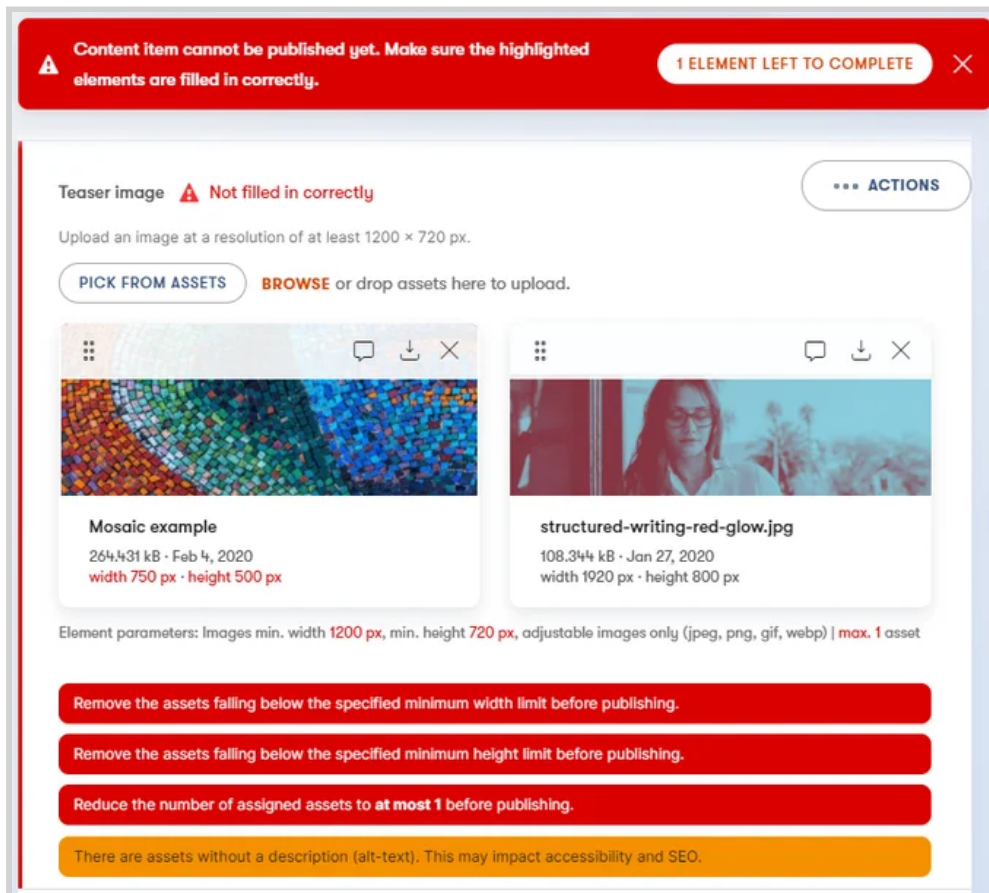 Content item cannot be published yet. Make sure the highlighted
elements are filled in correctly.
1 ELEMENT LEFT TO COMPLETE
Teaser image Not filled in correctly
ACTIONS
Upload an image at a resolution of at least 1200 × 720 px.
PICK FROM ASSETS BROWSE or drop assets here to upload.
Mosaic example
264.431 kB · Feb 4, 2020
width 750 px · height 500 px
structured-writing-red-glow.jpg
108.344 kB · Jan 27, 2020
width 1920 px · height 800 px
Element parameters: Images min. width 1200 px, min. height 720 px, adjustable images only (jpeg, png, gif, webp) | max. 1 asset
Remove the assets falling below the specified minimum width limit before publishing.
Remove the assets falling below the specified minimum height limit before publishing.
Reduce the number of assigned assets to at most 1 before publishing.
There are assets without a description (alt-text). This may impact accessibility and SEO.